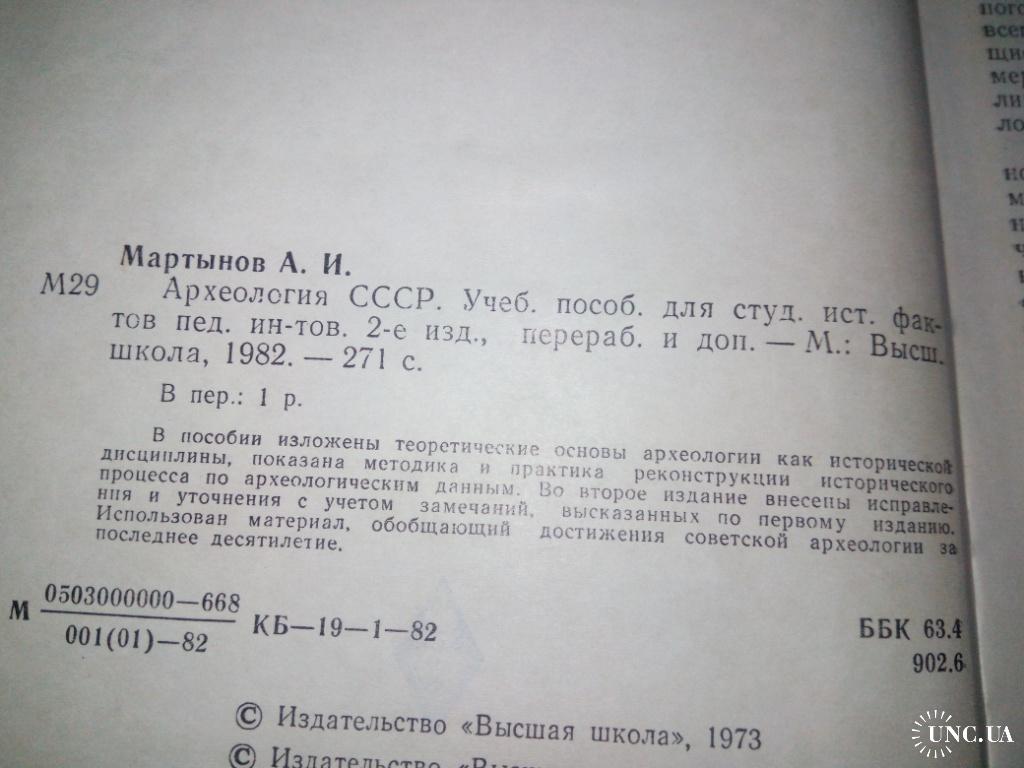 Мартынов А. И.
М29
Археология СССР. Учеб. пособ. для студ. ист. фак-
тов пед. ин-тов. 2-е изд., перераб. и доп. — М.: Высш.
школа, 1982. — 271 с.
В пер.: 1 р.
В пособии изложены теоретические основы археологии как исторической
дисциплины, показана методика и практика реконструкции исторического
процесса по археологическим данным. Во второе издание внесены исправле-
ния и уточнения с учетом замечаний, высказанных по первому изданию.
Использован материал, обобщающий достижения советской археологии за
последнее десятилетие.
М 0503000000—668
001(01)—82
КБ—19—1—82
ББК 63.4
902.6
© Издательство «Высшая школа», 1973
© Издательство
UNC.UA